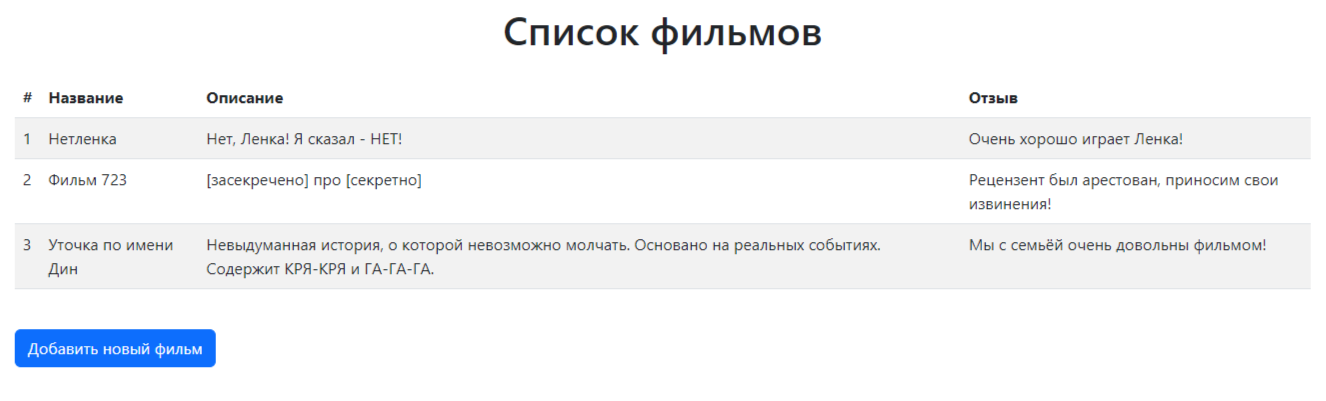 Список фильмов
# Название Описание Отзыв
1 Нетленка Нет, Ленка! Я сказал - НЕТ! Очень хорошо играет Ленка!
2 Фильм 723 [засекречено] про [секретно] Рецензент был арестован, приносим свои
извинения!
3 Уточка по имени Невыдуманная история, о которой невозможно молчать. Основано на реальных событиях. Мы с семьёй очень довольны фильмом!
Дин Содержит КРЯ-КРЯ и ГА-ГА-ГА.
Добавить новый фильм